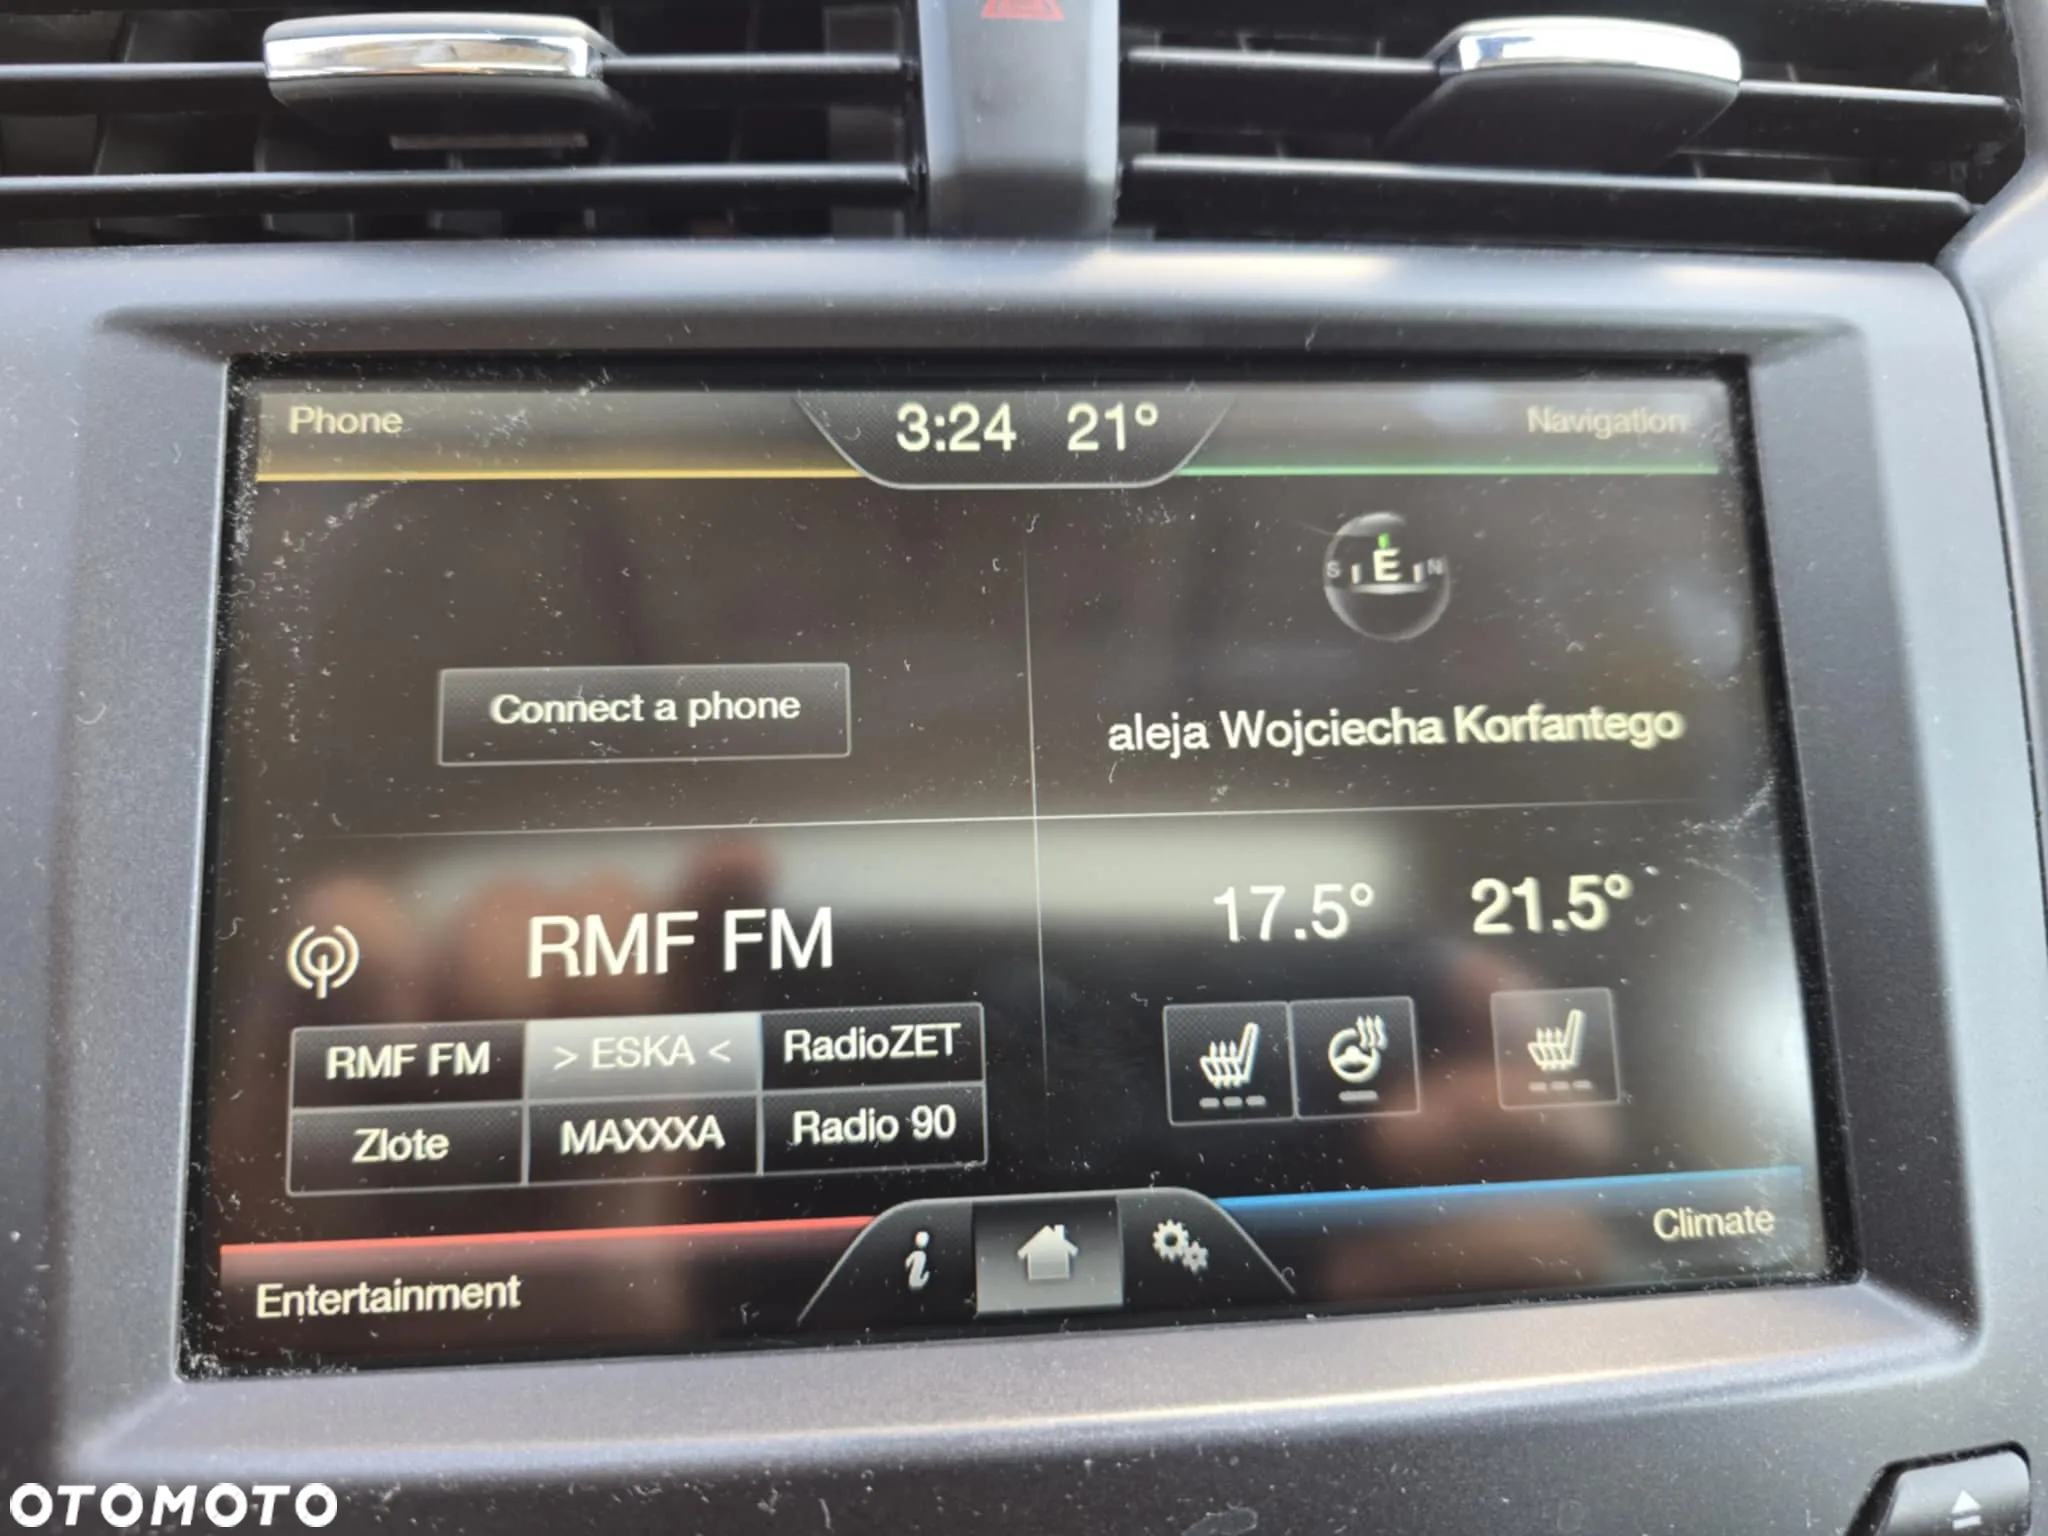 Phone
3:24 21°
Navigation
S E N
Connect a phone
aleja Wojciecha Korfantego
RMF FM
17.5° 21.5°
RMF FM > ESKA < RadioZET
Zlote MAXXXA Radio 90
i
Entertainment
Climate
OTOMOTO